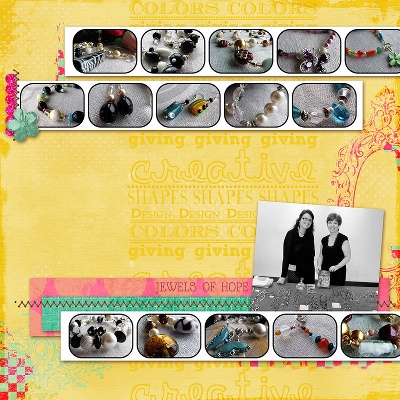 COLORS COLORS
giving giving giving
creative
SHAPES SHAPES SHAPES
DESIGN DESIGN DE
COLORS CO
giving giving
JEWELS OF HOPE
creative